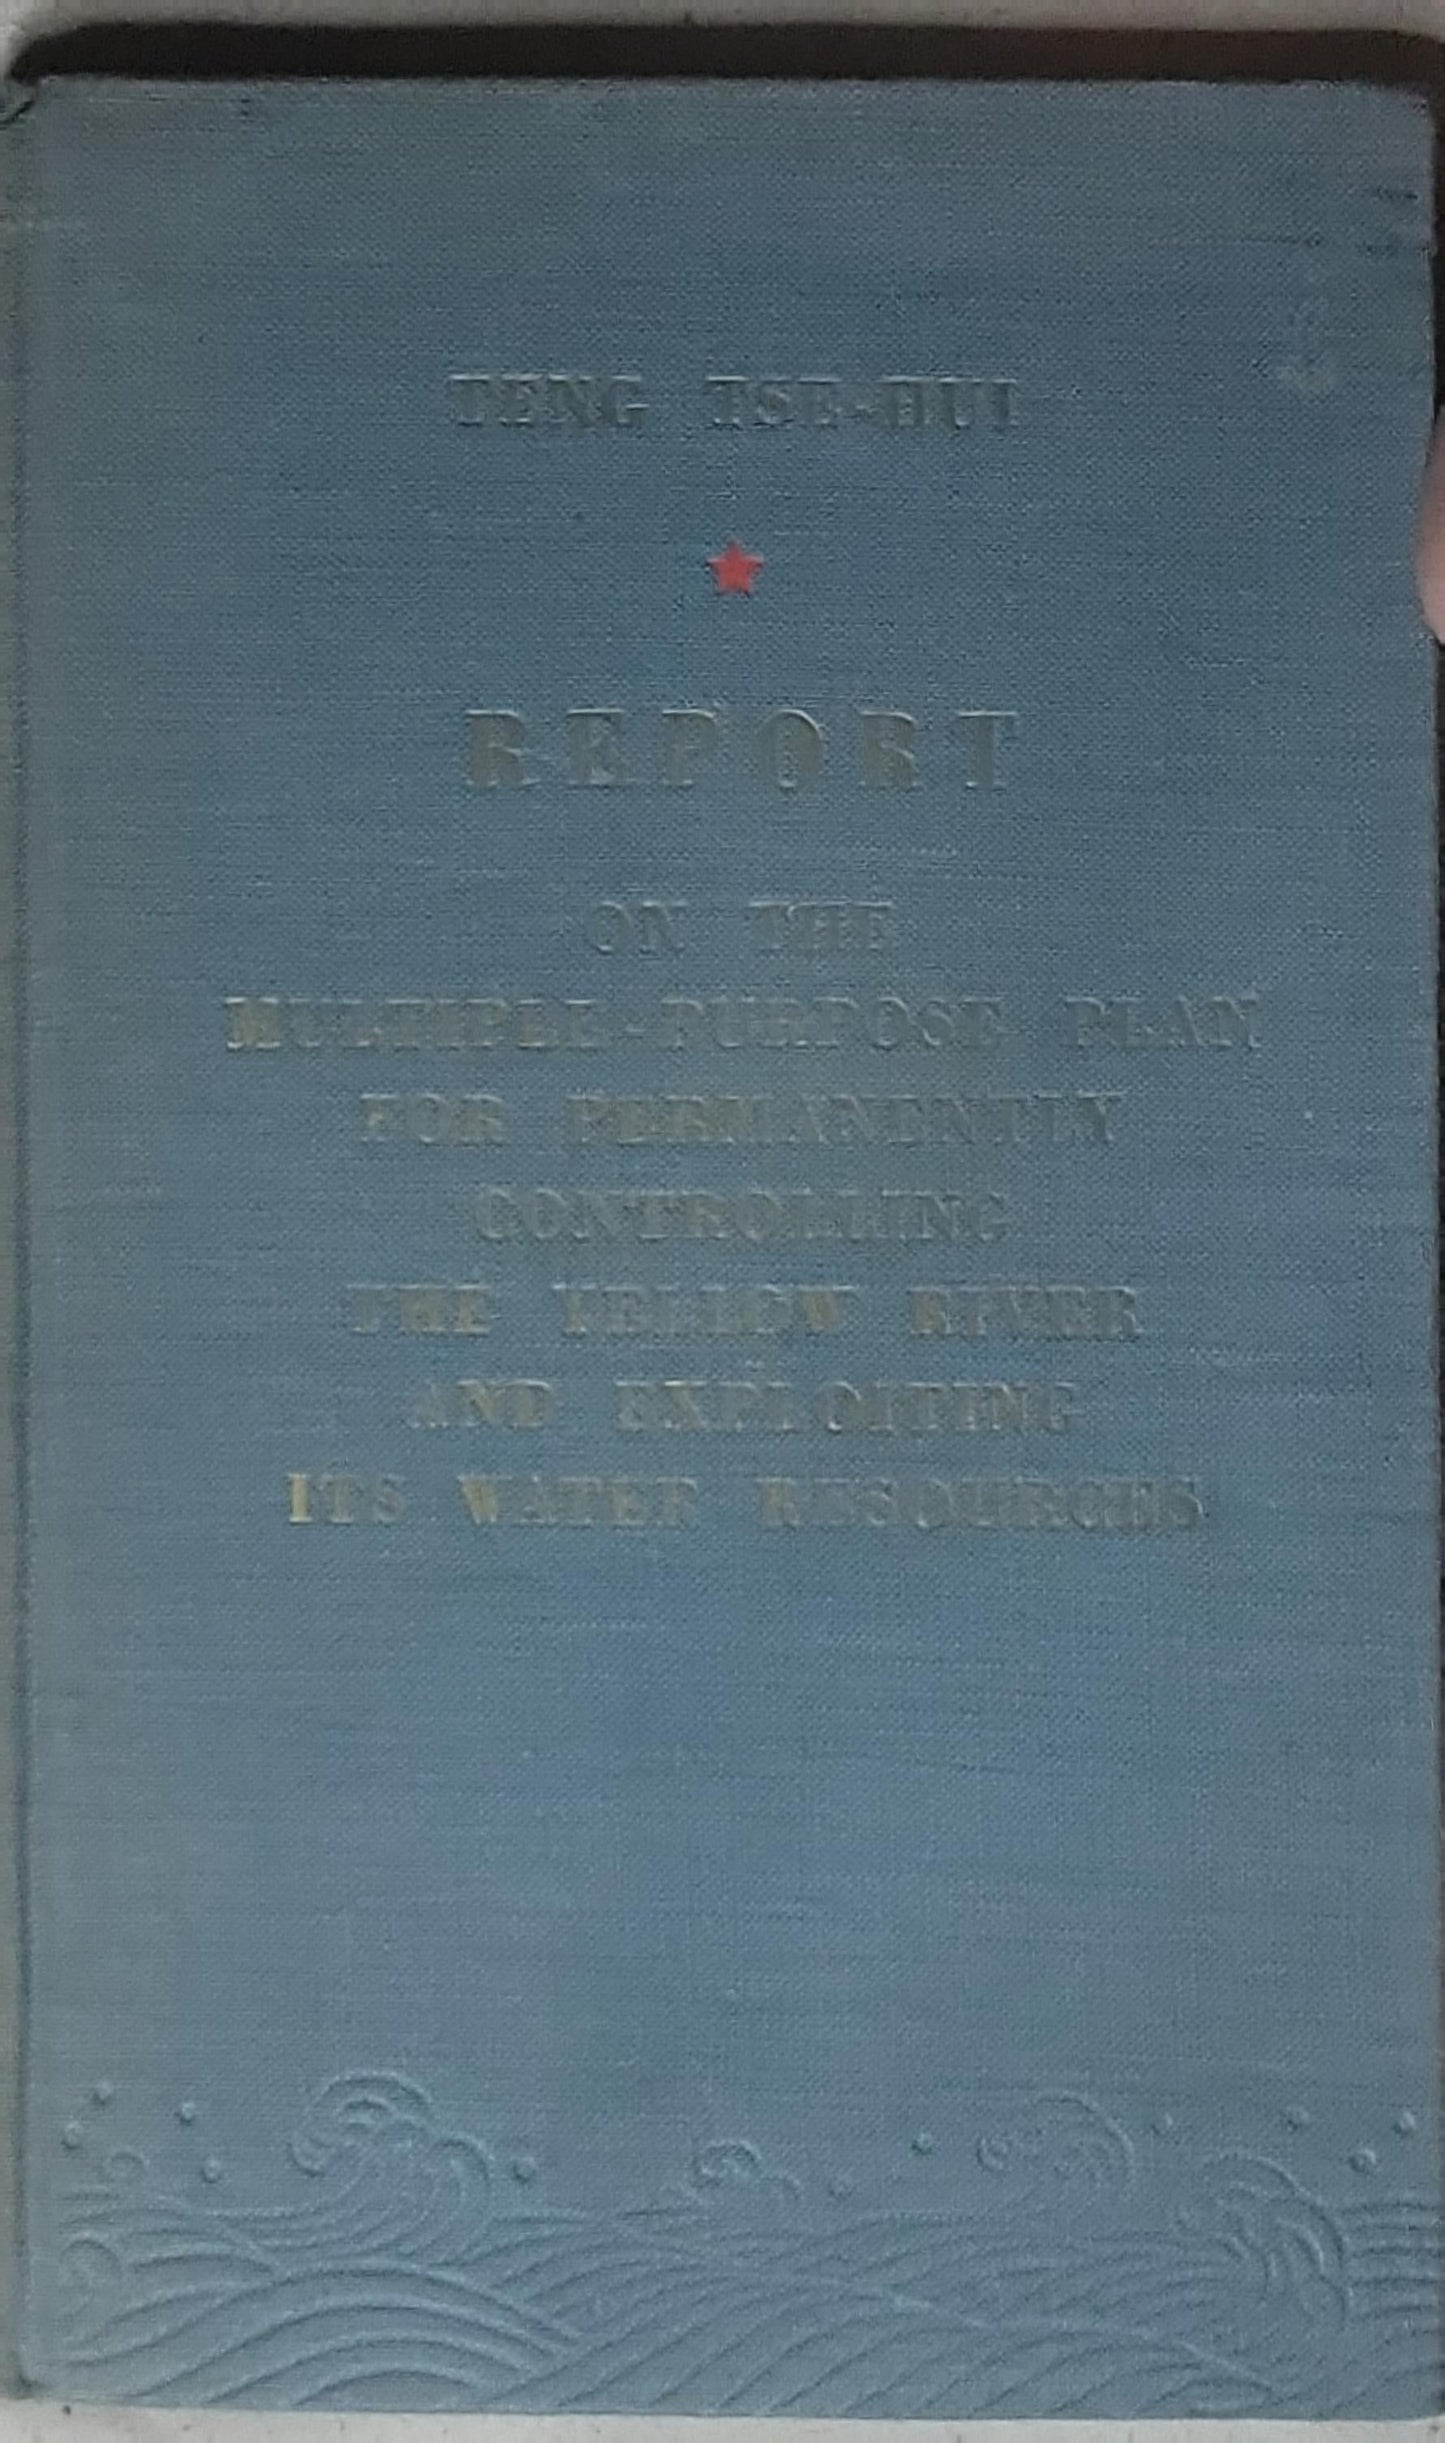 TENG TSE-HUI
REPORT
ON THE
MULTIPLE-PURPOSE PLAN
FOR PERMANENTLY
CONTROLLING
THE YELLOW RIVER
AND EXPLOITING
ITS WATER RESOURCES